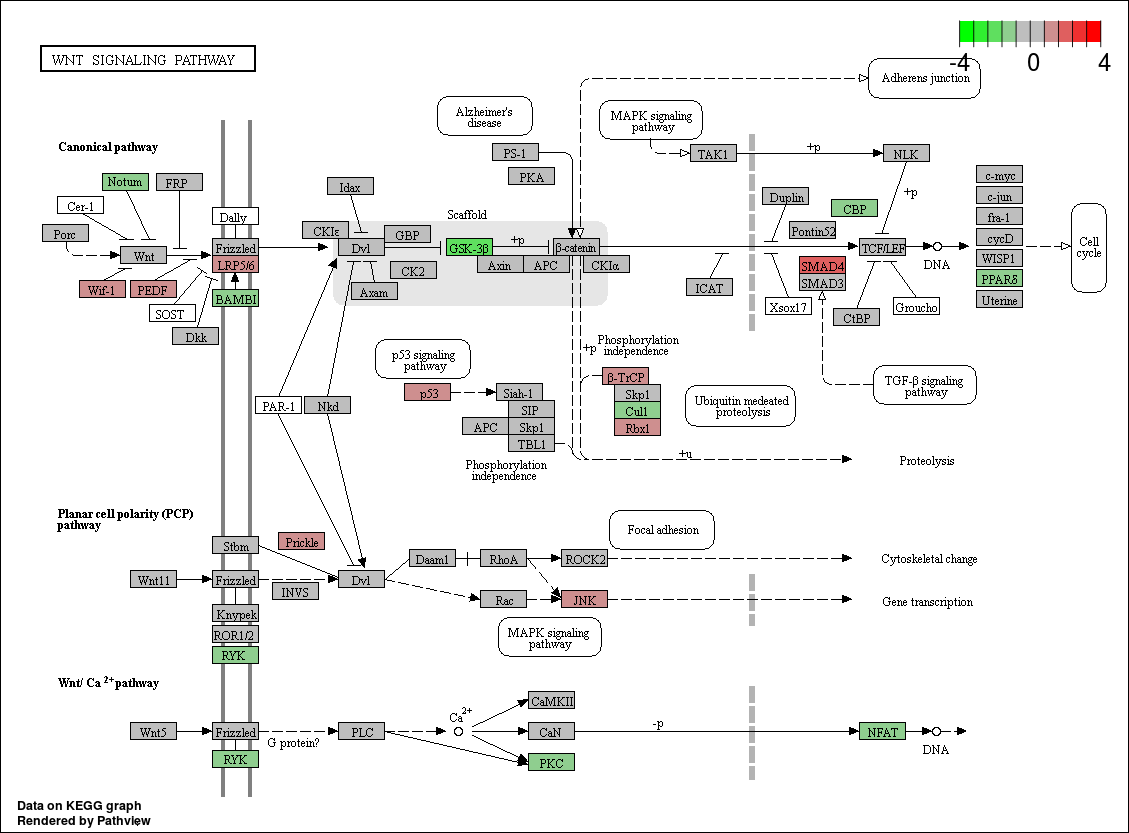 WNT SIGNALING PATHWAY
-4 0 4
Adherens junction
Alzheimer's
disease
MAPK signaling
pathway
Canonical pathway
PS-1
TAK1
+p
NLK
Notum
FRP
PKA
+p
c-myc
Cer-1
Idax
Duplin
c-jun
Dally
Scaffold
CBP
fra-1
Porc
CKIε
GBP
Pontin52
cycD
Wnt
Frizzled
Dvl
GSK-3β
+p
β-catenin
TCF/LEF
DNA
Cell
cycle
LRP5/6
CK2
Axin
APC
CKIα
SMAD4
WISP1
Wif-1
PEDF
BAMBI
Axam
ICAT
SMAD3
PPARδ
SOST
Xsox17
Groucho
Uterine
Dkk
CtBP
p53 signaling
pathway
+p
Phosphorylation
independence
TGF-β signaling
pathway
PAR-1
Nkd
p53
Siah-1
β-TrCP
Skp1
SIP
Cul1
Ubiquitin medeated
proteolysis
APC
Skp1
Rbx1
TBL1
+u
Proteolysis
Phosphorylation
independence
Planar cell polarity (PCP)
pathway
Focal adhesion
Stbm
Prickle
Daam1
RhoA
ROCK2
Cytoskeletal change
Wnt11
Frizzled
INVS
Dvl
Rac
JNK
Gene transcription
Knypek
ROR1/2
MAPK signaling
pathway
RYK
Wnt/ Ca 2+ pathway
CaMKII
Ca2+
-p
Wnt5
Frizzled
G protein?
PLC
CaN
NFAT
DNA
RYK
PKC
Data on KEGG graph
Rendered by Pathview